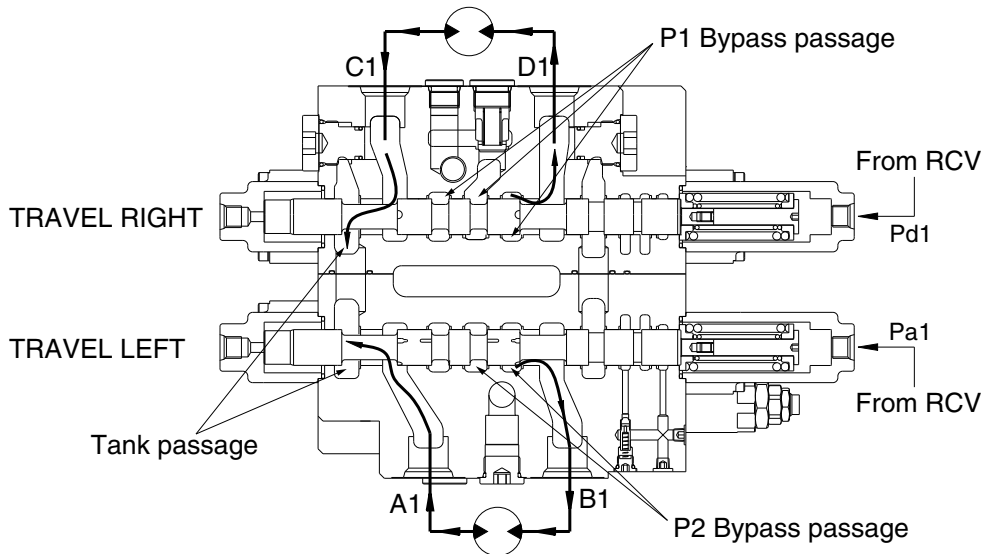 P1 Bypass passage
C1
D1
From RCV
TRAVEL RIGHT
Pd1
Pa1
TRAVEL LEFT
From RCV
Tank passage
A1
B1
P2 Bypass passage